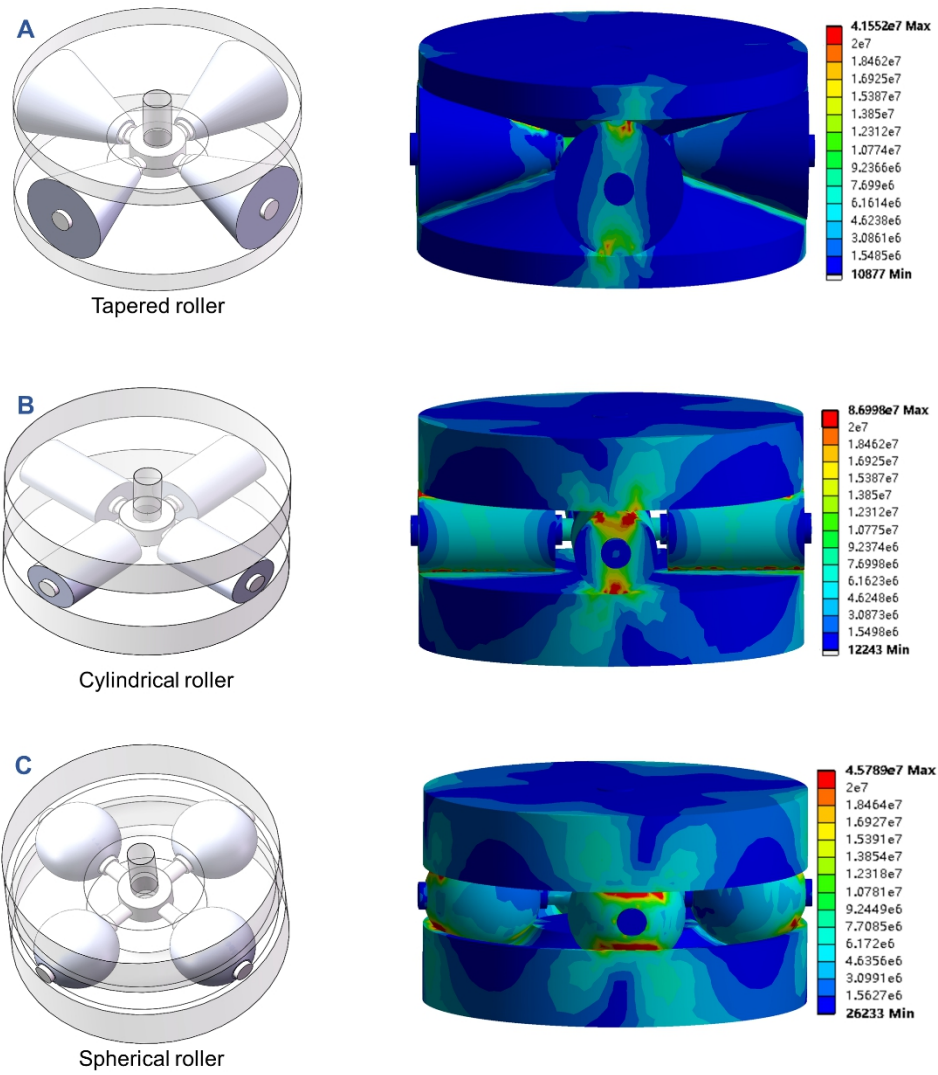 A
4.1552e7 Max
2e7
1.8462e7
1.6925e7
1.5387e7
1.385e7
1.2312e7
1.0774e7
9.2366e6
7.699e6
6.1614e6
4.6238e6
3.0861e6
1.5485e6
10877 Min
Tapered roller
B
8.6998e7 Max
2e7
1.8462e7
1.6925e7
1.5387e7
1.385e7
1.2312e7
1.0775e7
9.2374e6
7.6998e6
6.1623e6
4.6248e6
3.0873e6
1.5498e6
12243 Min
Cylindrical roller
C
4.5789e7 Max
2e7
1.8464e7
1.6927e7
1.5391e7
1.3854e7
1.2318e7
1.0781e7
9.2449e6
7.7085e6
6.172e6
4.6356e6
3.0991e6
1.5627e6
26233 Min
Spherical roller